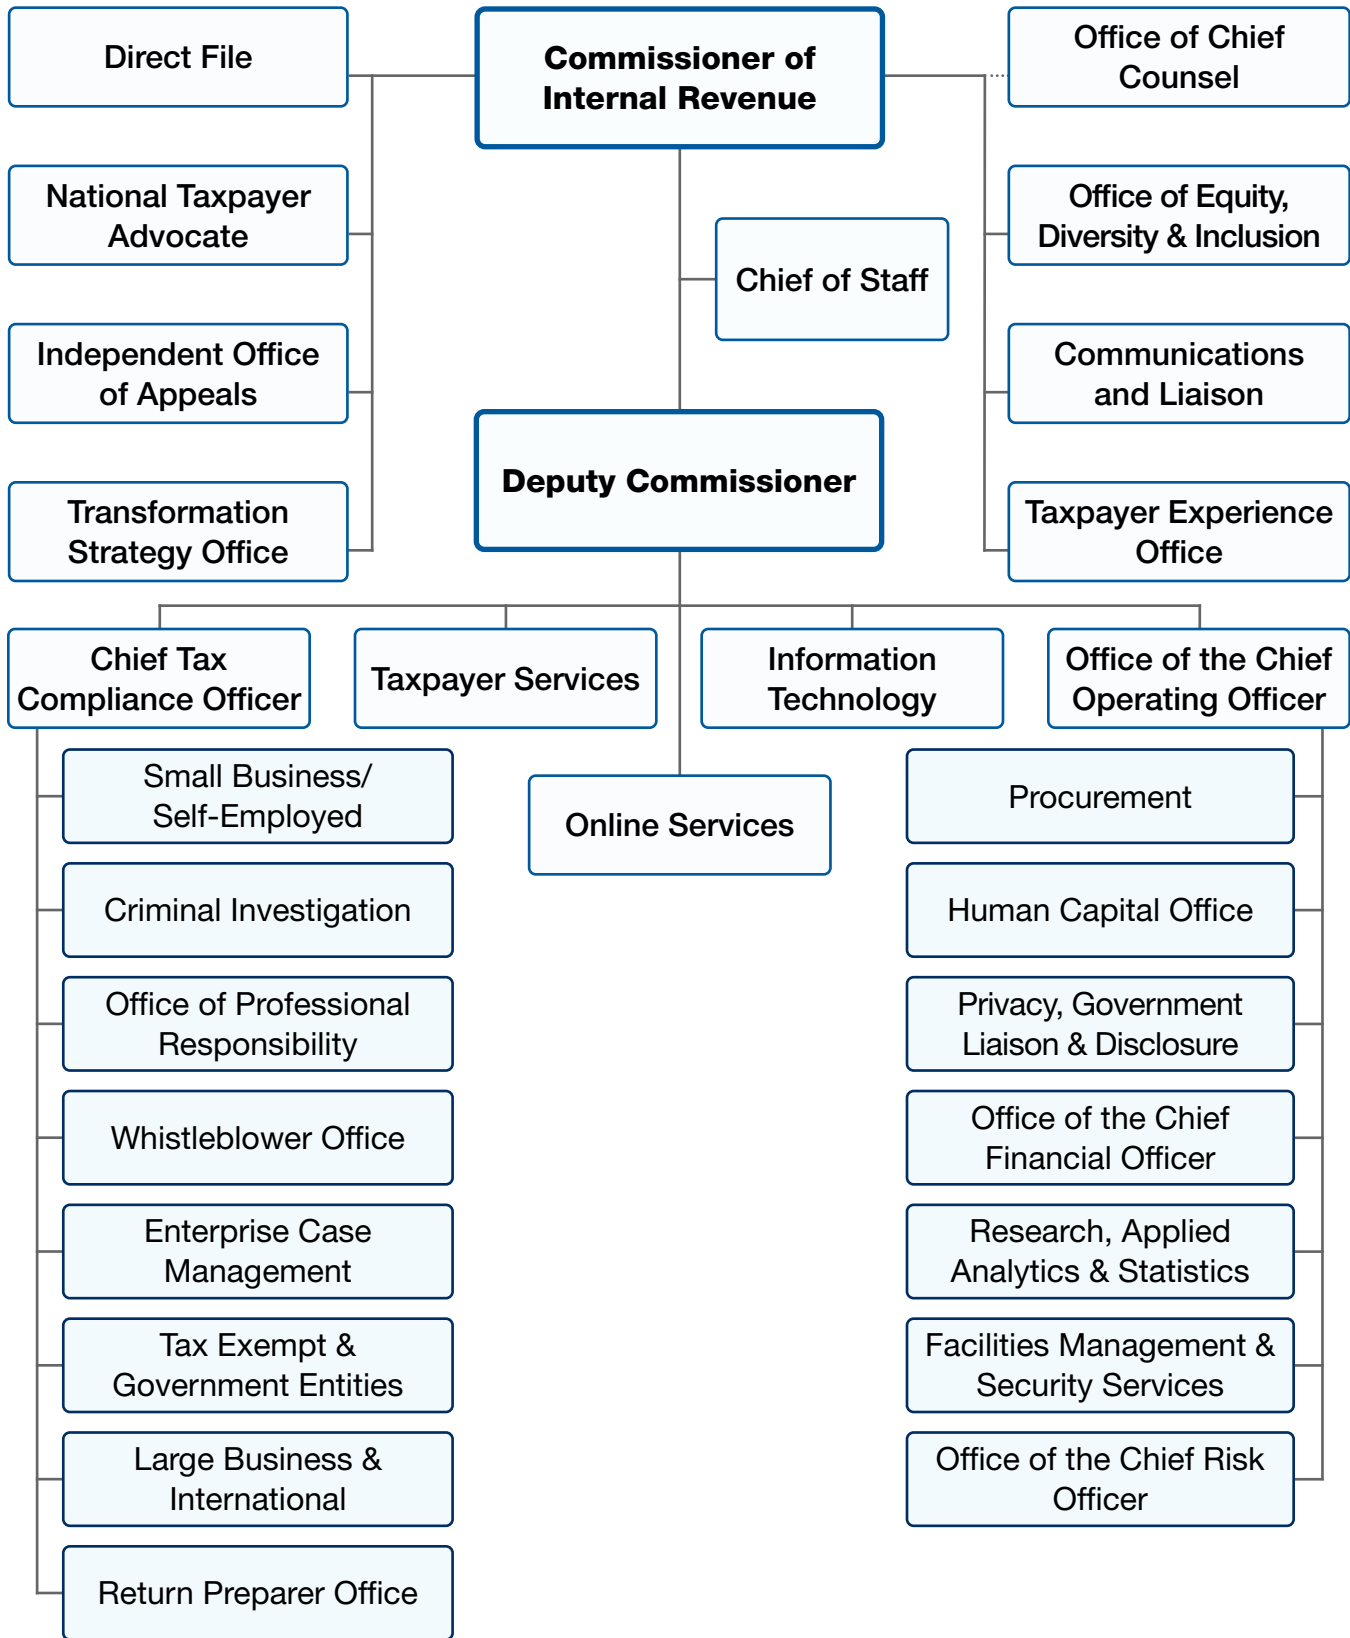 Direct File
Commissioner of
Internal Revenue
Office of Chief
Counsel
National Taxpayer
Advocate
Office of Equity,
Diversity & Inclusion
Chief of Staff
Independent Office
of Appeals
Communications
and Liaison
Deputy Commissioner
Transformation
Strategy Office
Taxpayer Experience
Office
Chief Tax
Compliance Officer
Taxpayer Services
Information
Technology
Office of the Chief
Operating Officer
Online Services
Small Business/
Self-Employed
Criminal Investigation
Office of Professional
Responsibility
Whistleblower Office
Enterprise Case
Management
Tax Exempt &
Government Entities
Large Business &
International
Return Preparer Office
Procurement
Human Capital Office
Privacy, Government
Liaison & Disclosure
Office of the Chief
Financial Officer
Research, Applied
Analytics & Statistics
Facilities Management &
Security Services
Office of the Chief Risk
Officer